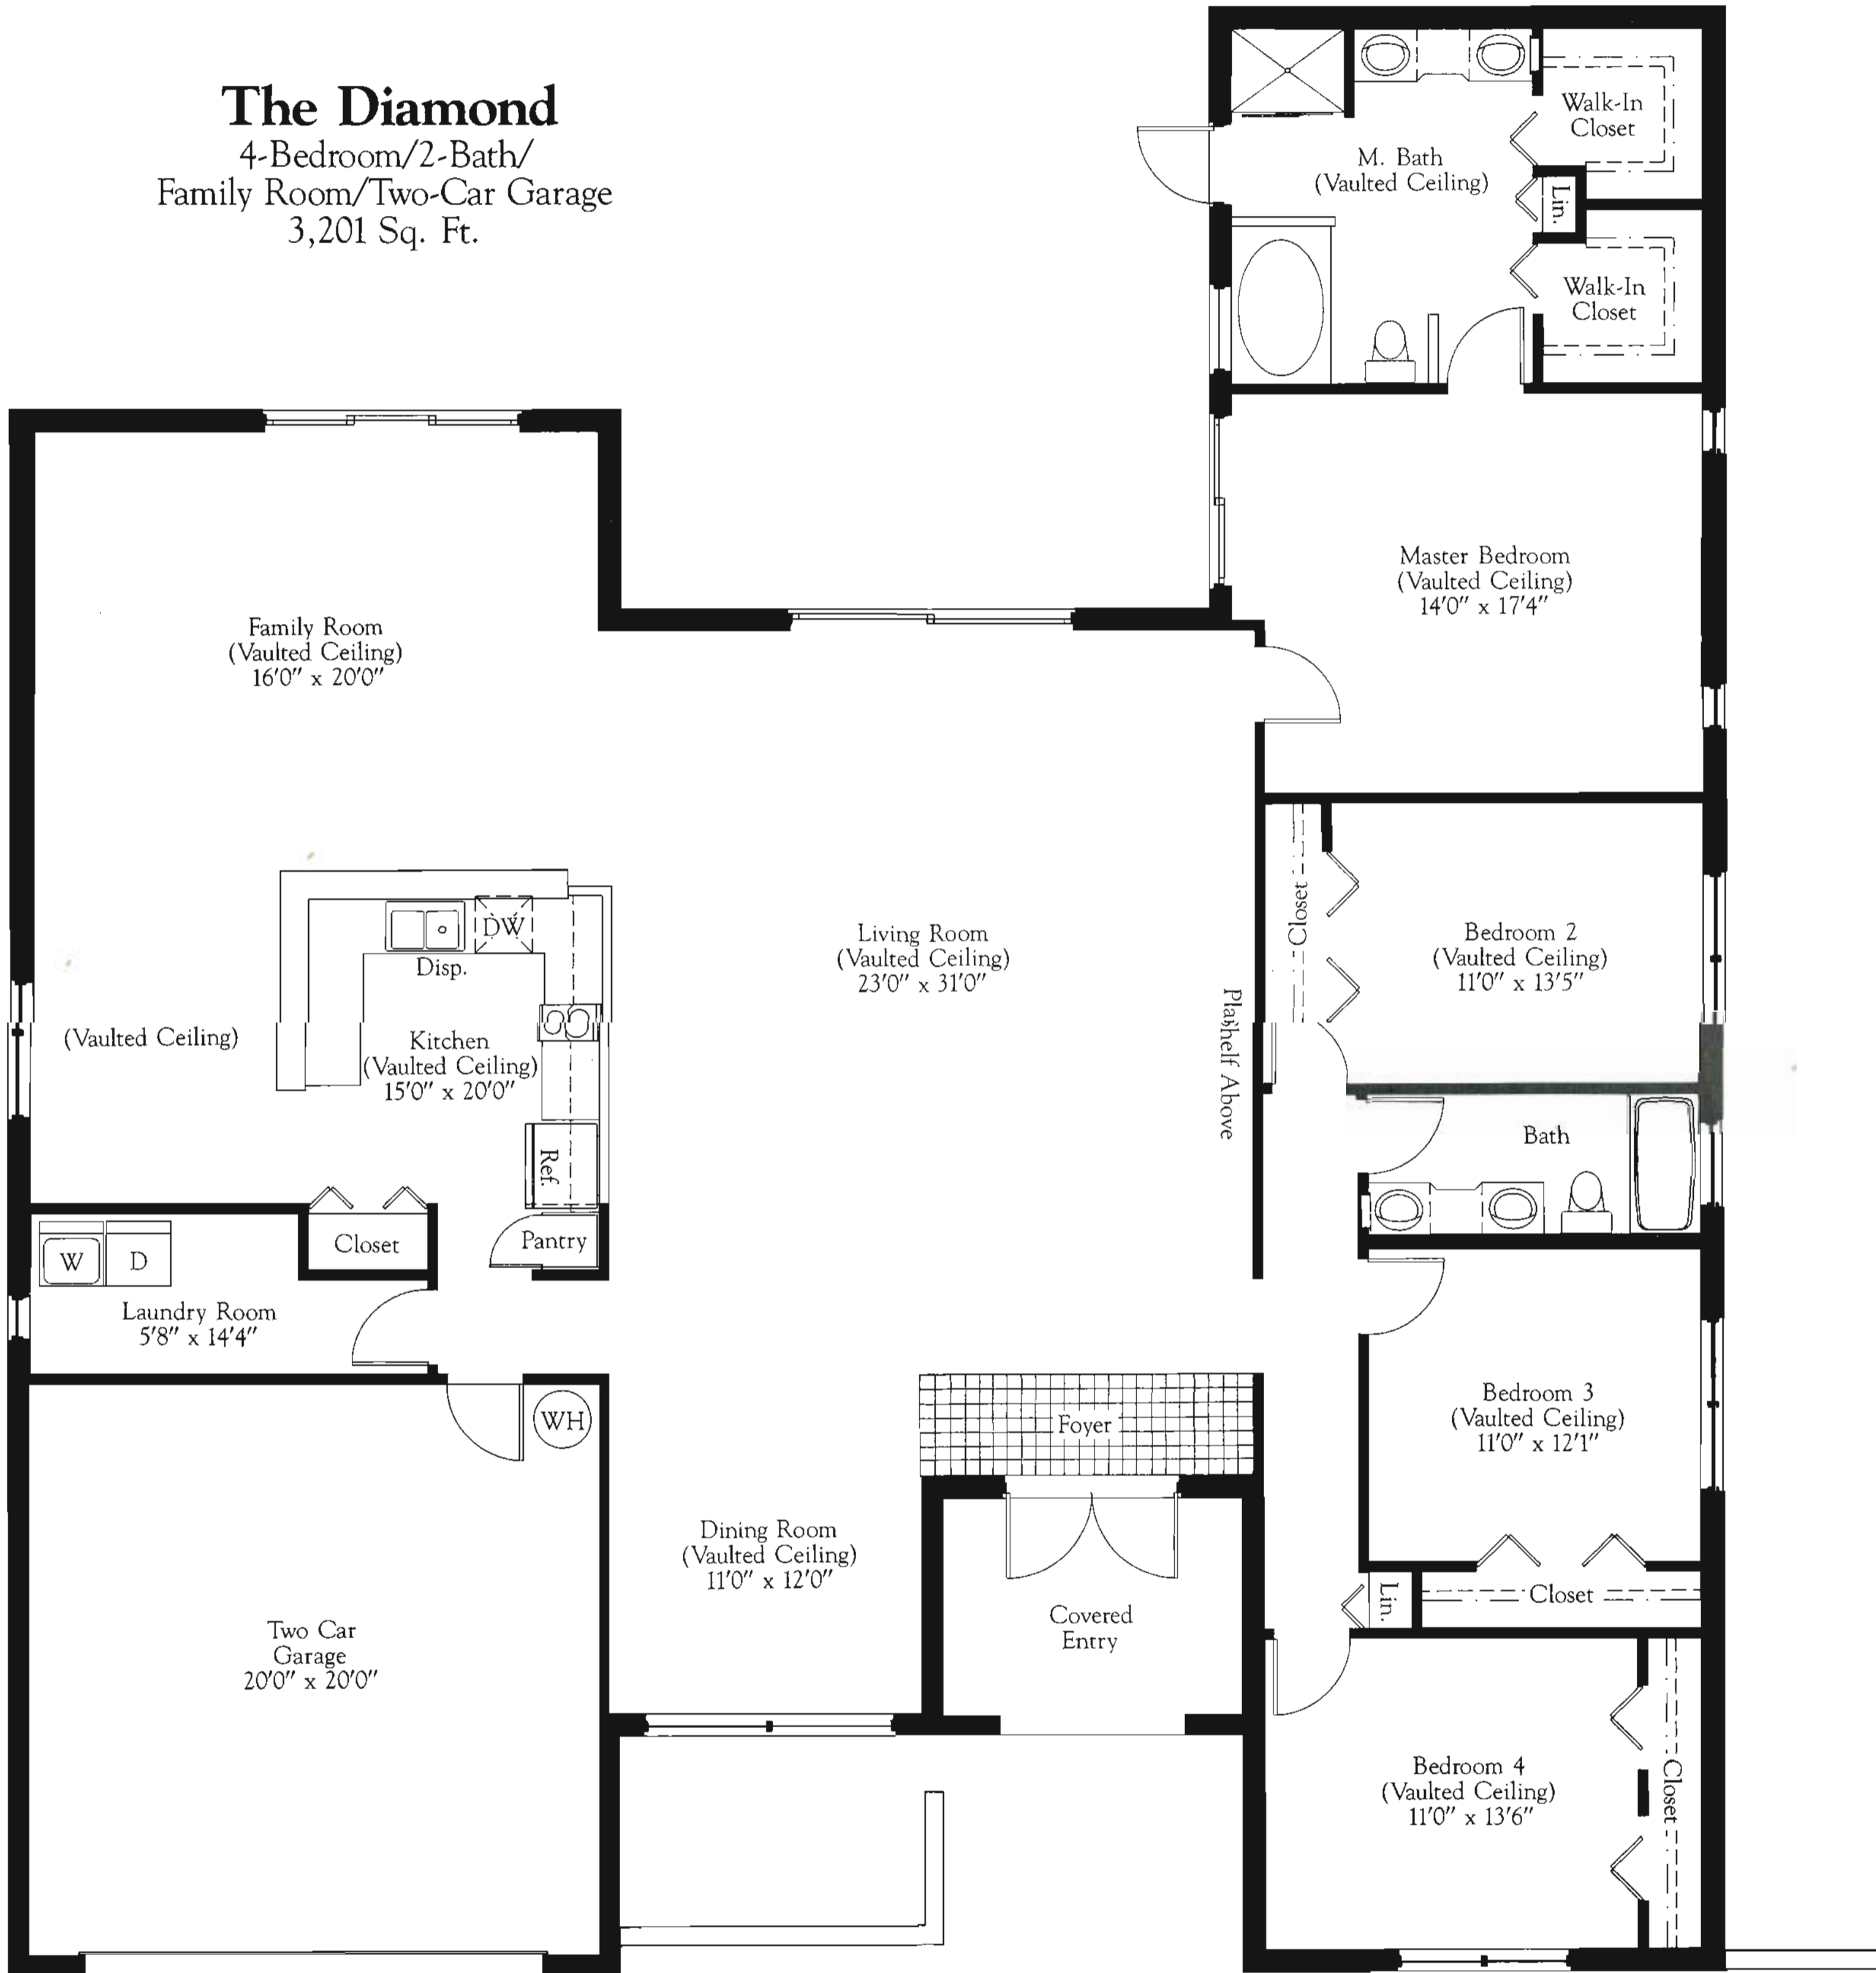 The Diamond
4-Bedroom/2-Bath/
Family Room/Two-Car Garage
3,201 Sq. Ft.
Walk-In
Closet
M. Bath
(Vaulted Ceiling)
Lin.
Walk-In
Closet
Master Bedroom
(Vaulted Ceiling)
14'0" x 17'4"
Family Room
(Vaulted Ceiling)
16'0" x 20'0"
Closet
Bedroom 2
(Vaulted Ceiling)
11'0" x 13'5"
Living Room
(Vaulted Ceiling)
23'0" x 31'0"
DW
Disp.
(Vaulted Ceiling)
Kitchen
(Vaulted Ceiling)
15'0" x 20'0"
Above
Bath
Ref.
Pantry
Closet
W
D
Laundry Room
5'8" x 14'4"
WH
Foyer
Bedroom 3
(Vaulted Ceiling)
11'0" x 12'1"
Dining Room
(Vaulted Ceiling)
11'0" x 12'0"
Lin.
Closet
Covered
Entry
Two Car
Garage
20'0" x 20'0"
Bedroom 4
(Vaulted Ceiling)
11'0" x 13'6"
Closet